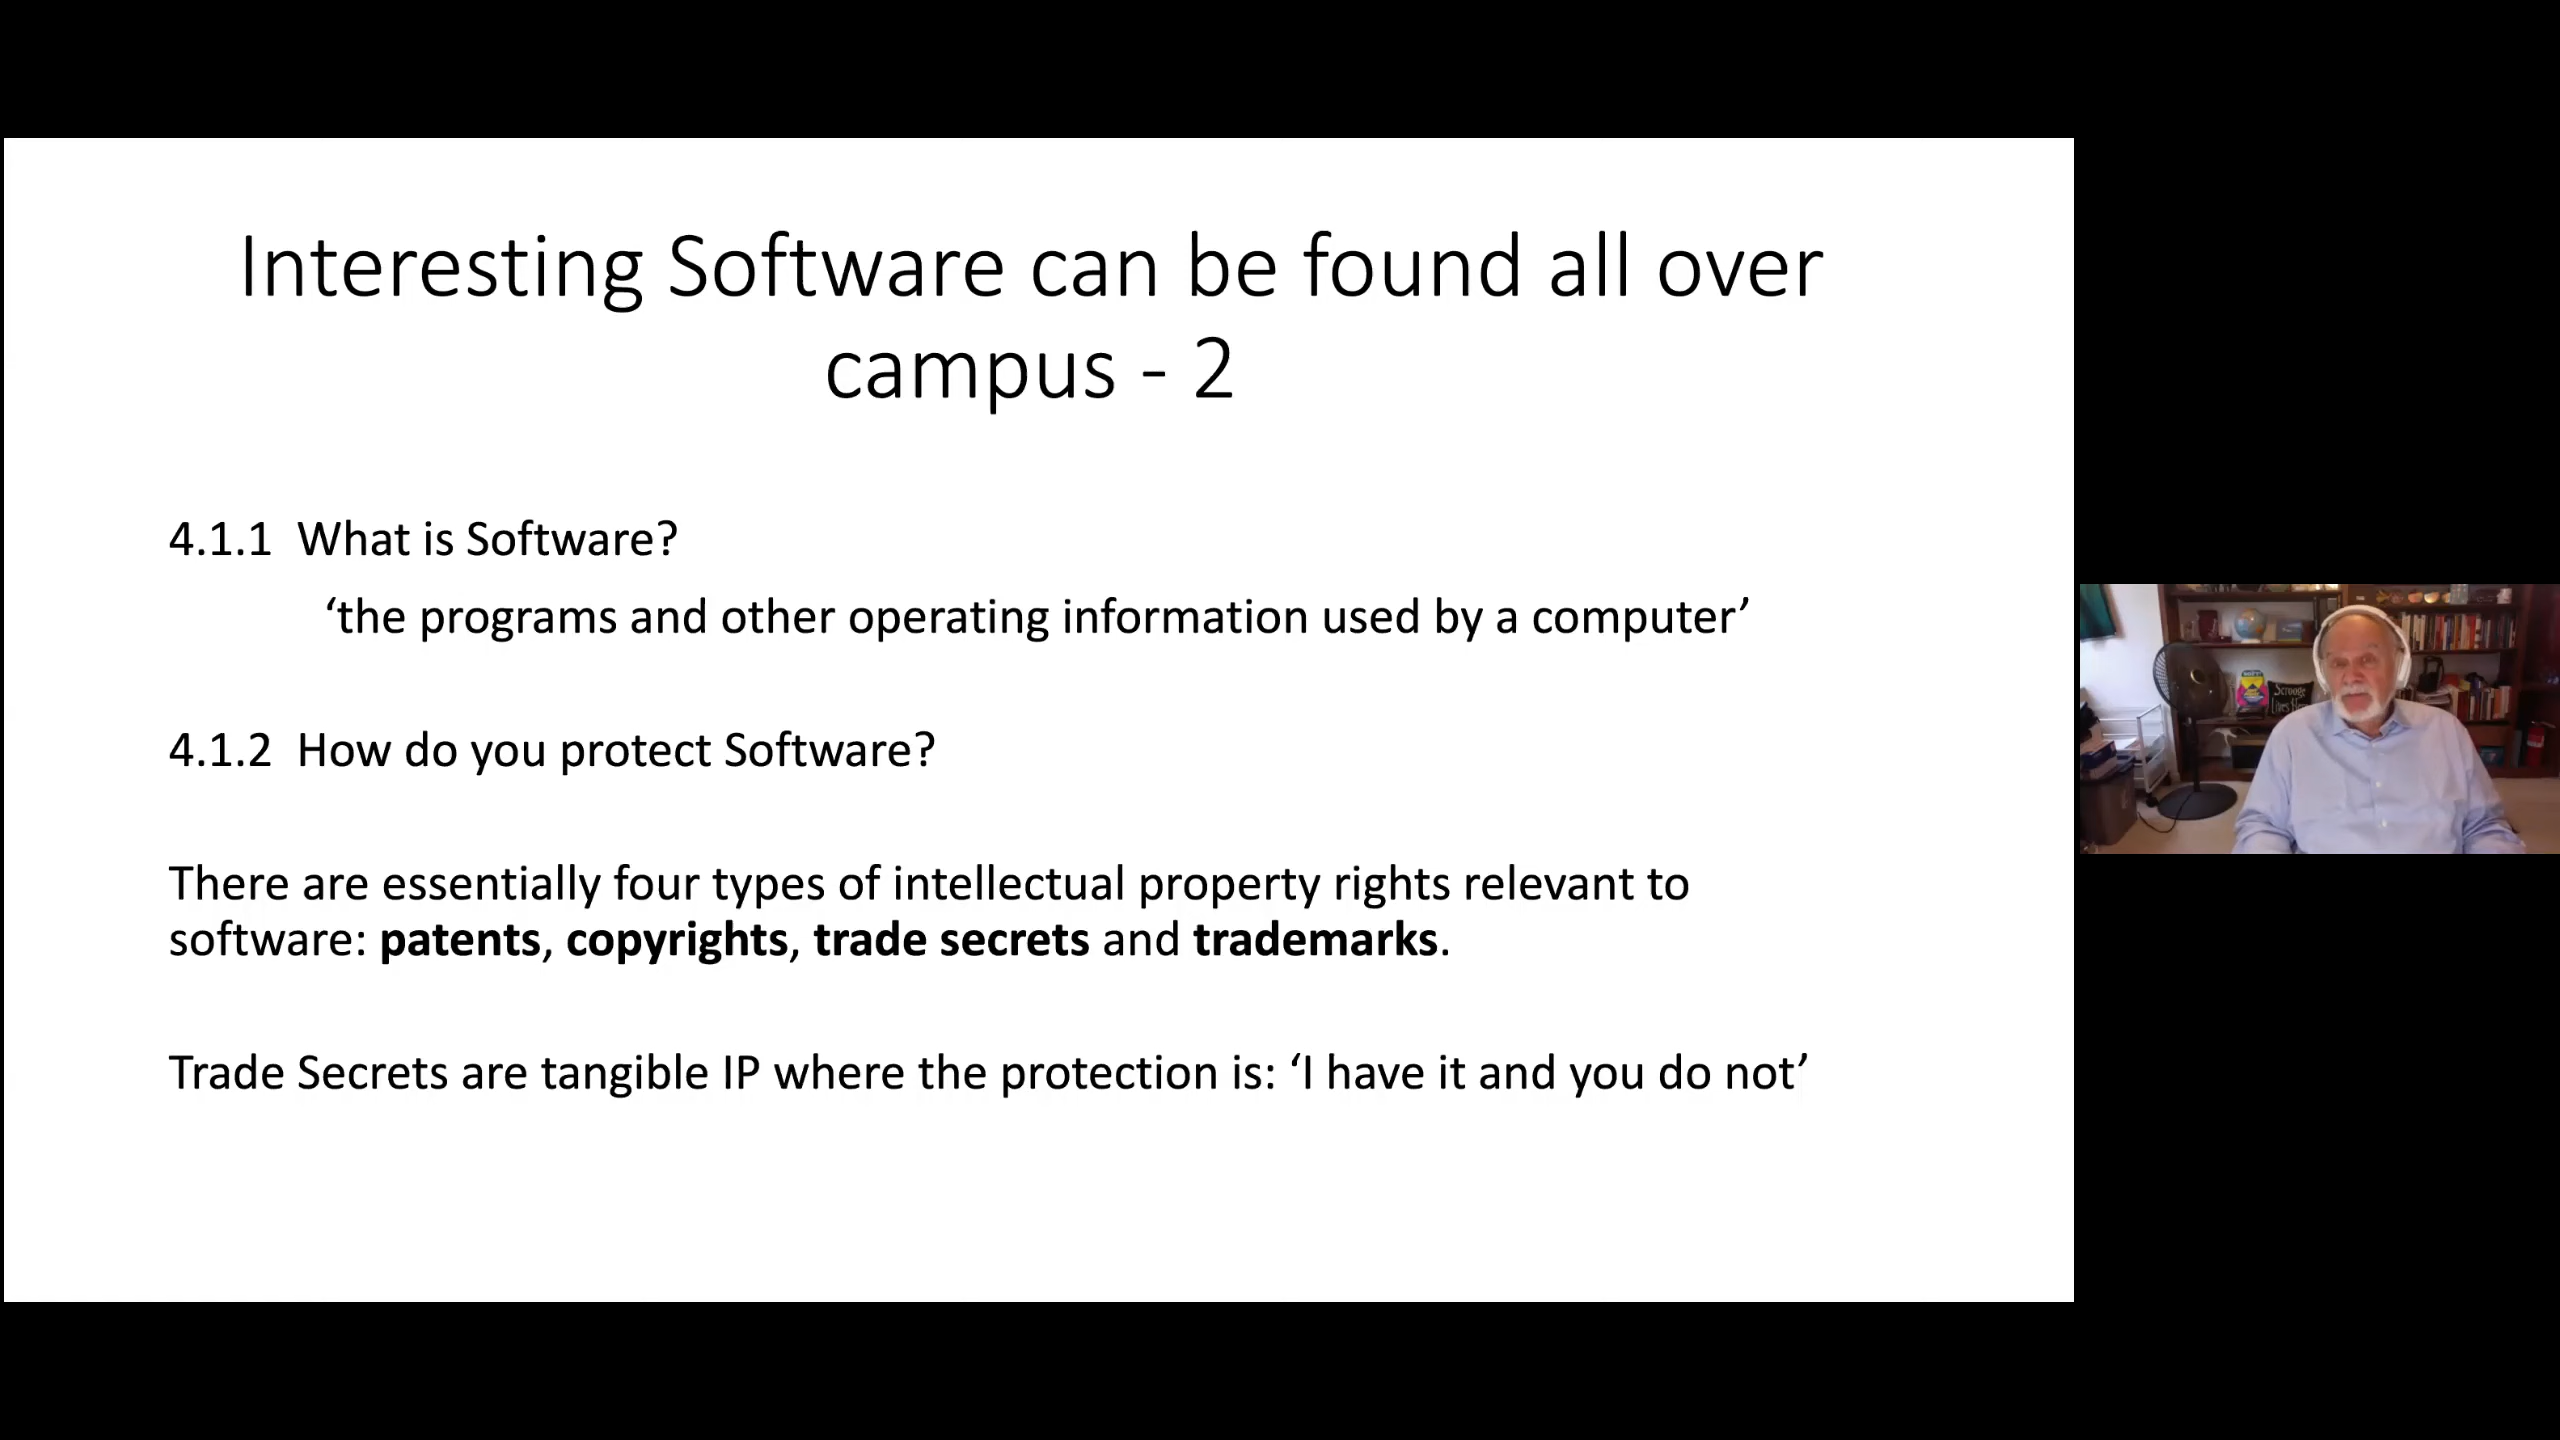 Interesting Software can be found all over
campus - 2
4.1.1  What is Software?
‘the programs and other operating information used by a computer’
4.1.2  How do you protect Software?
There are essentially four types of intellectual property rights relevant to
software: patents, copyrights, trade secrets and trademarks.
Trade Secrets are tangible IP where the protection is: ‘I have it and you do not’
Scrooge
Lives